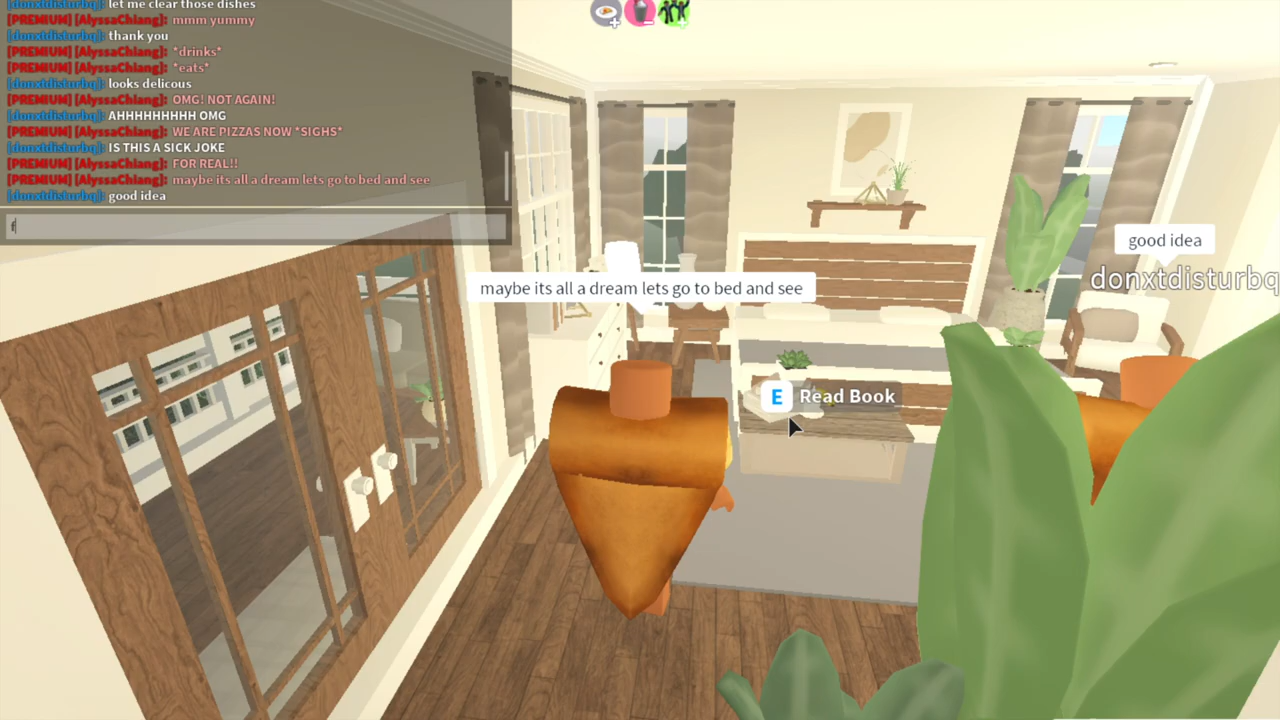 [donxtdisturbq]: let me clear those dishes
[PREMIUM] [AlyssaChiang]: mmm yummy
[donxtdisturbq]: thank you
[PREMIUM] [AlyssaChiang]: *drinks*
[PREMIUM] [AlyssaChiang]: *eats*
[donxtdisturbq]: looks delicous
[PREMIUM] [AlyssaChiang]: OMG! NOT AGAIN!
[donxtdisturbq]: AHHHHHHHHH OMG
[PREMIUM] [AlyssaChiang]: WE ARE PIZZAS NOW *SIGHS*
[donxtdisturbq]: IS THIS A SICK JOKE
[PREMIUM] [AlyssaChiang]: FOR REAL!!
[PREMIUM] [AlyssaChiang]: maybe its all a dream lets go to bed and see
[donxtdisturbq]: good idea
f
good idea
donxtdisturbq
maybe its all a dream lets go to bed and see
E Read Book